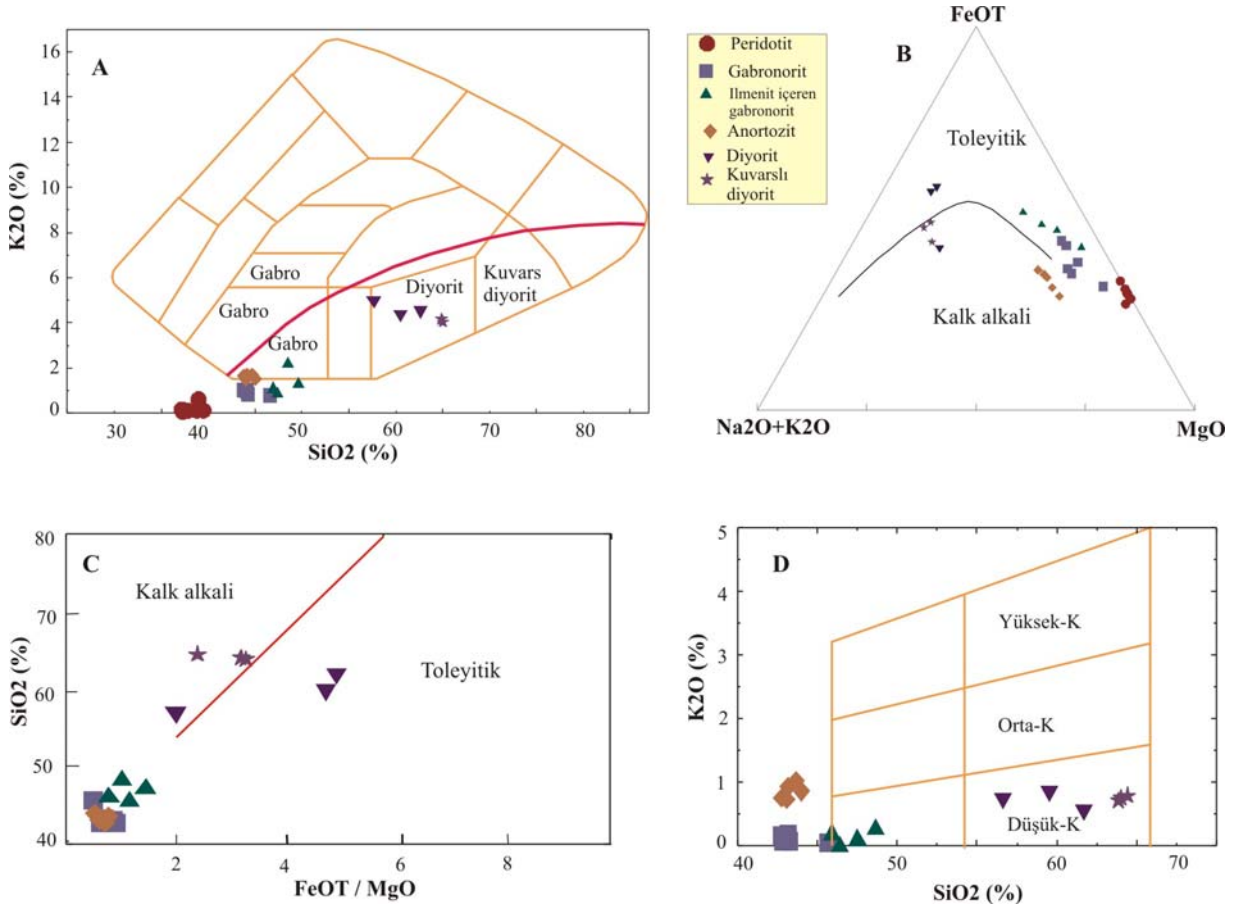 A
16
14
12
10
8
6
4
2
0
K2O (%)
Gabro
Gabro
Gabro
Diyorit
Kuvars
diyorit
30
40
50
60
70
80
SiO2 (%)
Peridotit
Gabronorit
Ilmenit içeren
gabronorit
Anortozit
Diyorit
Kuvarslı
diyorit
FeOT
B
Toleyitik
Kalk alkali
Na2O+K2O
MgO
C
80
70
60
50
40
SiO2 (%)
Kalk alkali
Toleyitik
2
4
6
8
FeOT / MgO
D
5
4
3
2
1
0
K2O (%)
Yüksek-K
Orta-K
Düşük-K
40
50
60
70
SiO2 (%)